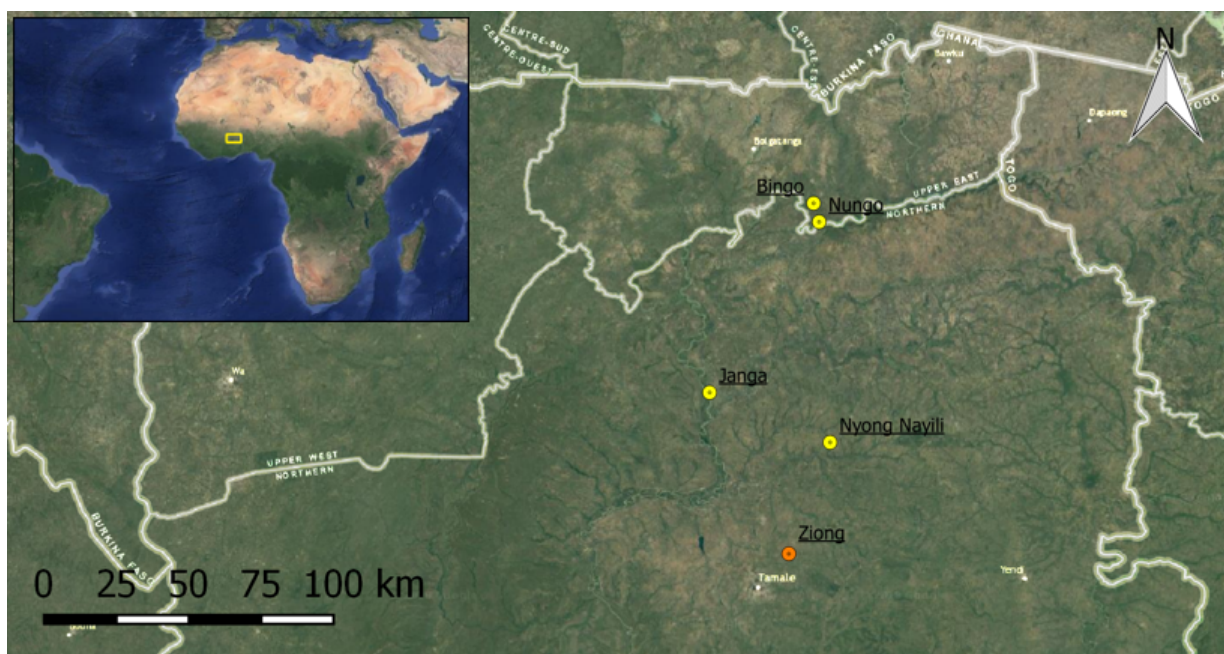 CENTRE-SUD
CENTRE-OUEST
CENTRE-EST
BURKINA FASO
GHANA
N
Bawku
TOGO
Dapaong
Bolgatanga
Bingo
Nungo
UPPER EAST
NORTHERN
TOGO
Wa
Janga
Nyong Nayili
UPPER WEST
NORTHERN
BURKINA FASO
Ziong
Tamale
Yendi
0 25 50 75 100 km